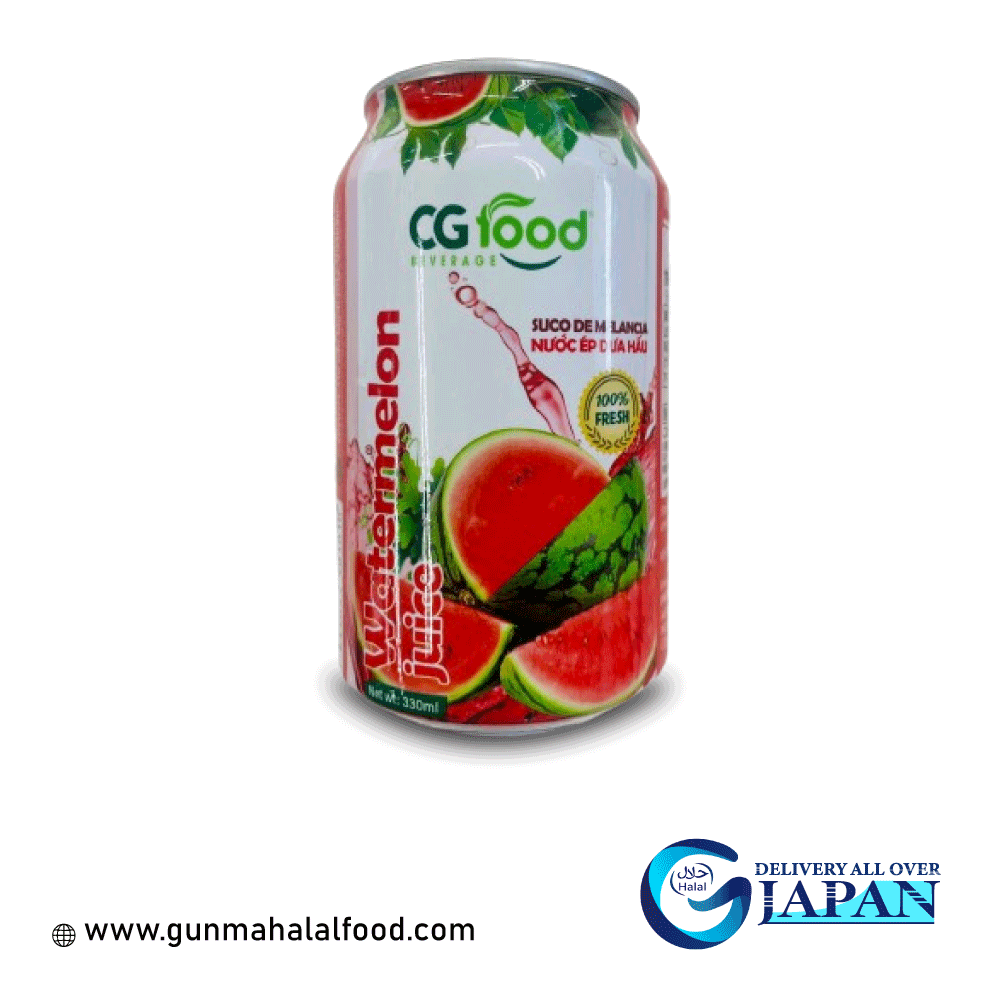 CG food
BEVERAGE
SUCO DE MELANCIA
NƯỚC ÉP DƯA HẤU
100%
FRESH
Watermelon
juice
Net wt: 330ml
www.gunmahalalfood.com
حلال
Halal
DELIVERY ALL OVER
JAPAN